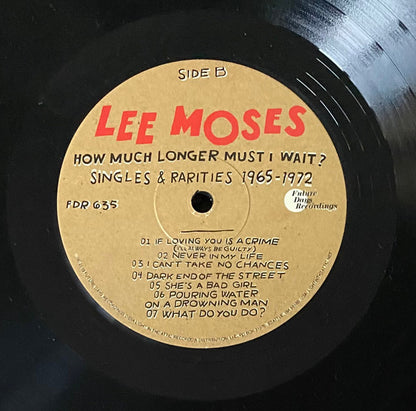 SIDE B
LEE MOSES
HOW MUCH LONGER MUST I WAIT?
SINGLES & RARITIES 1965-1972
FDR 635
Future
Days
Recordings
01 IF LOVING YOU IS A CRIME
(I'LL ALWAYS BE GUILTY)
02 NEVER IN MY LIFE
03 I CAN'T TAKE NO CHANCES
04 DARK END OF THE STREET
05 SHE'S A BAD GIRL
06 POURING WATER
ON A DROWNING MAN
07 WHAT DO YOU DO?